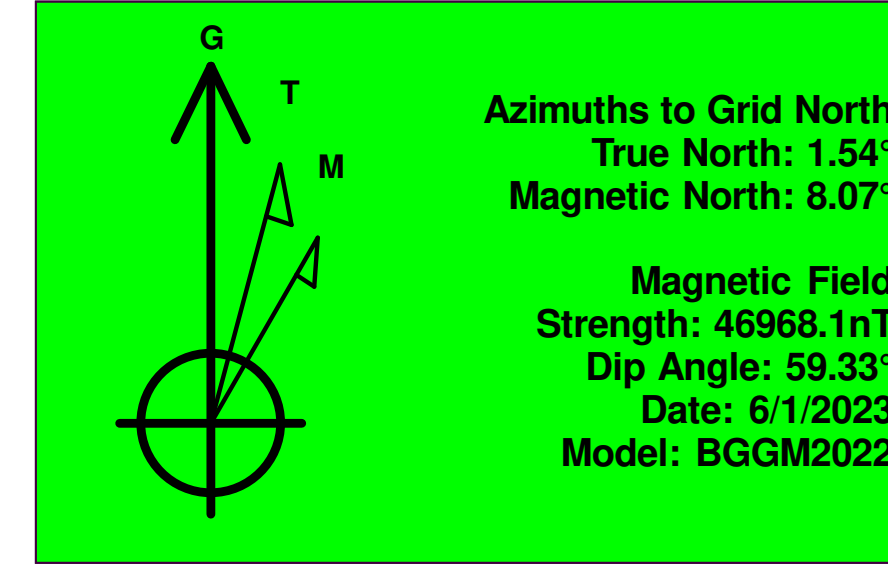 G
T
M
Azimuths to Grid North
True North: 1.54°
Magnetic North: 8.07°
Magnetic Field
Strength: 46968.1nT
Dip Angle: 59.33°
Date: 6/1/2023
Model: BGGM2022